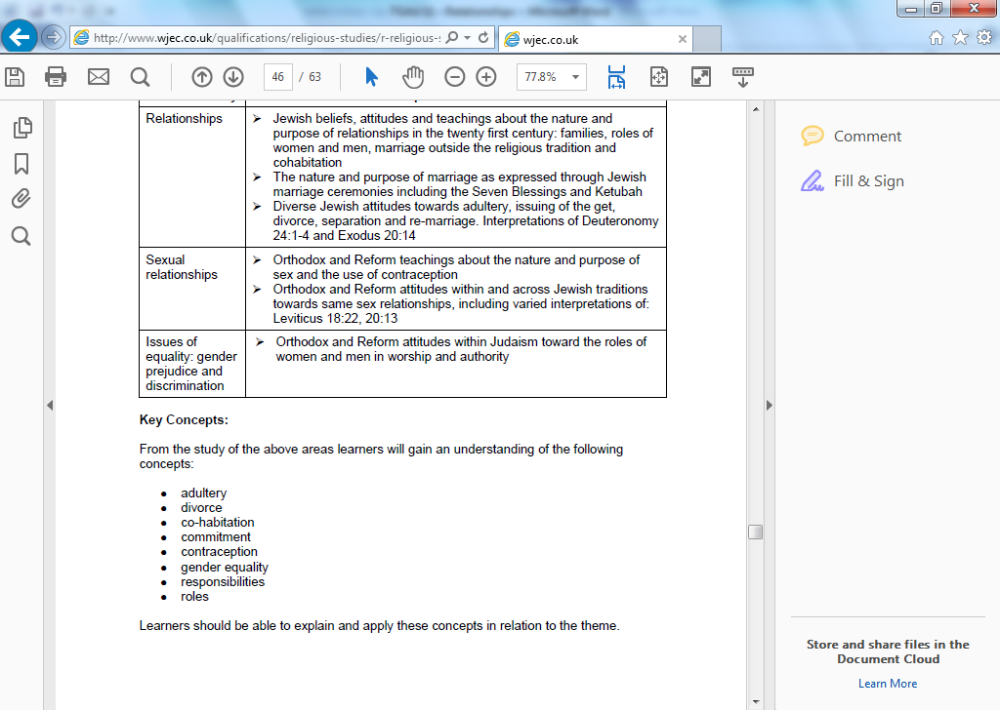 http://www.wjec.co.uk/qualifications/religious-studies/r-religious-
wjec.co.uk
46 / 63
77.8%
Relationships
➢ Jewish beliefs, attitudes and teachings about the nature and
purpose of relationships in the twenty first century: families, roles of
women and men, marriage outside the religious tradition and
cohabitation
➢ The nature and purpose of marriage as expressed through Jewish
marriage ceremonies including the Seven Blessings and Ketubah
➢ Diverse Jewish attitudes towards adultery, issuing of the get,
divorce, separation and re-marriage. Interpretations of Deuteronomy
24:1-4 and Exodus 20:14
Sexual
relationships
➢ Orthodox and Reform teachings about the nature and purpose of
sex and the use of contraception
➢ Orthodox and Reform attitudes within and across Jewish traditions
towards same sex relationships, including varied interpretations of:
Leviticus 18:22, 20:13
Issues of
equality: gender
prejudice and
discrimination
➢ Orthodox and Reform attitudes within Judaism toward the roles of
women and men in worship and authority
Key Concepts:
From the study of the above areas learners will gain an understanding of the following
concepts:
• adultery
• divorce
• co-habitation
• commitment
• contraception
• gender equality
• responsibilities
• roles
Learners should be able to explain and apply these concepts in relation to the theme.
Comment
Fill & Sign
Store and share files in the
Document Cloud
Learn More